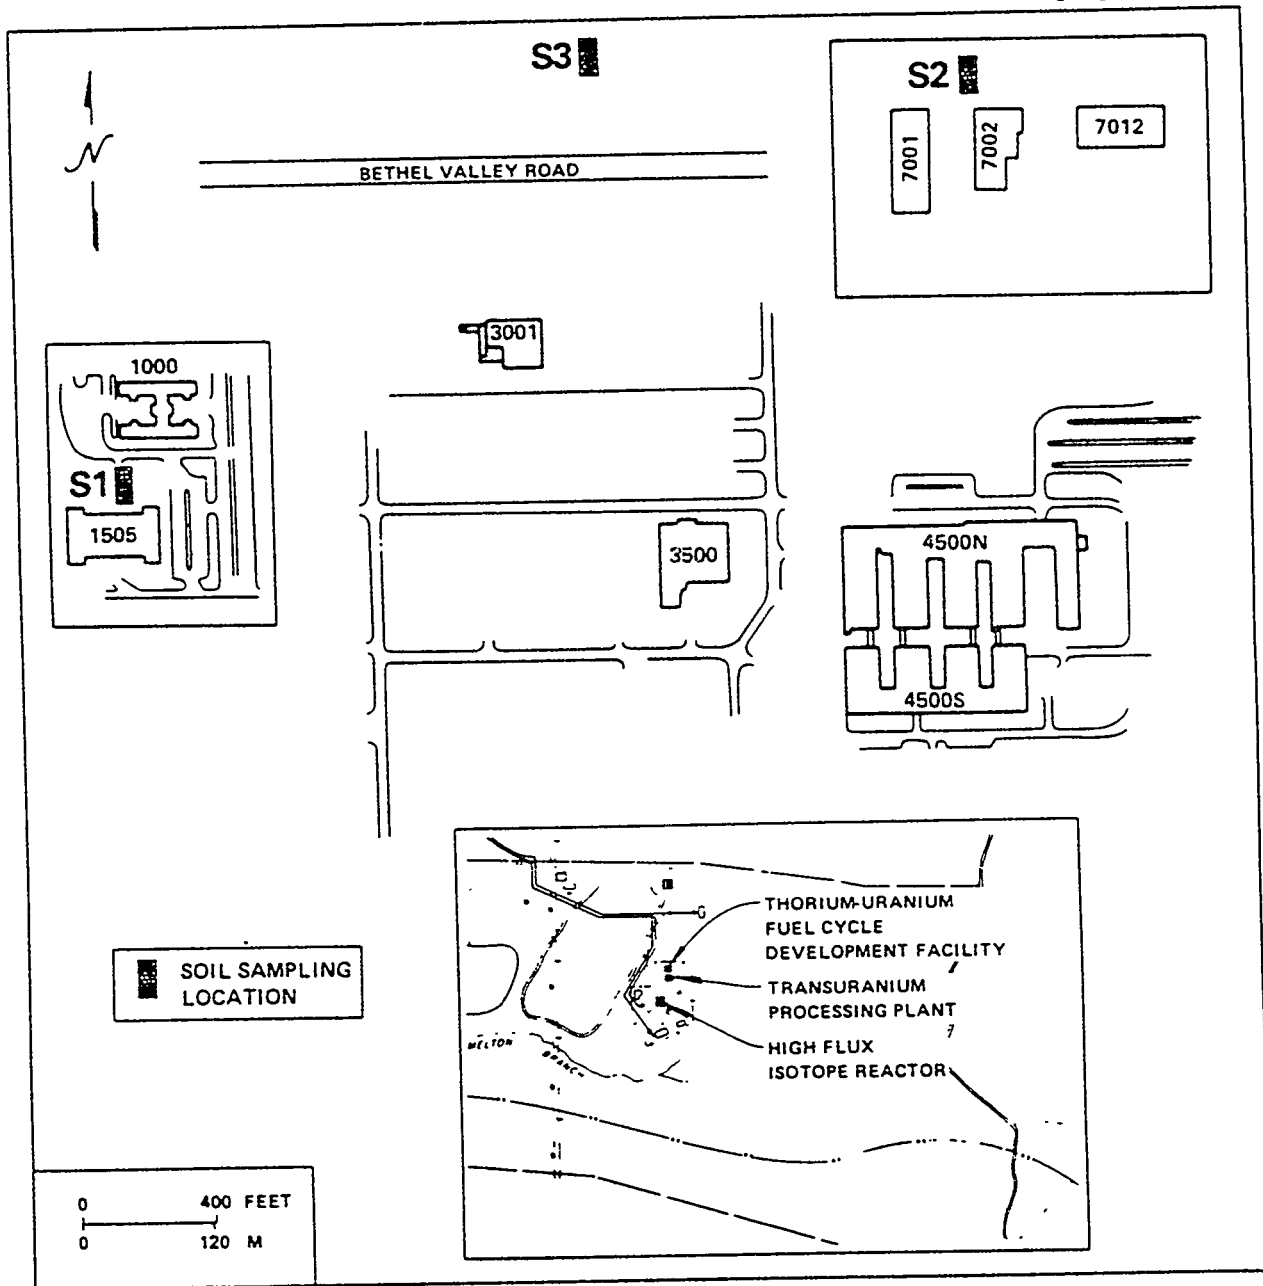 S3
S2
N
7001
7002
7012
BETHEL VALLEY ROAD
3001
1000
S1
1505
3500
4500N
4500S
SOIL SAMPLING
LOCATION
THORIUM-URANIUM
FUEL CYCLE
DEVELOPMENT FACILITY
TRANSURANIUM
PROCESSING PLANT
HIGH FLUX
ISOTOPE REACTOR
MELTON
BRANCH
0 400 FEET
0 120 M